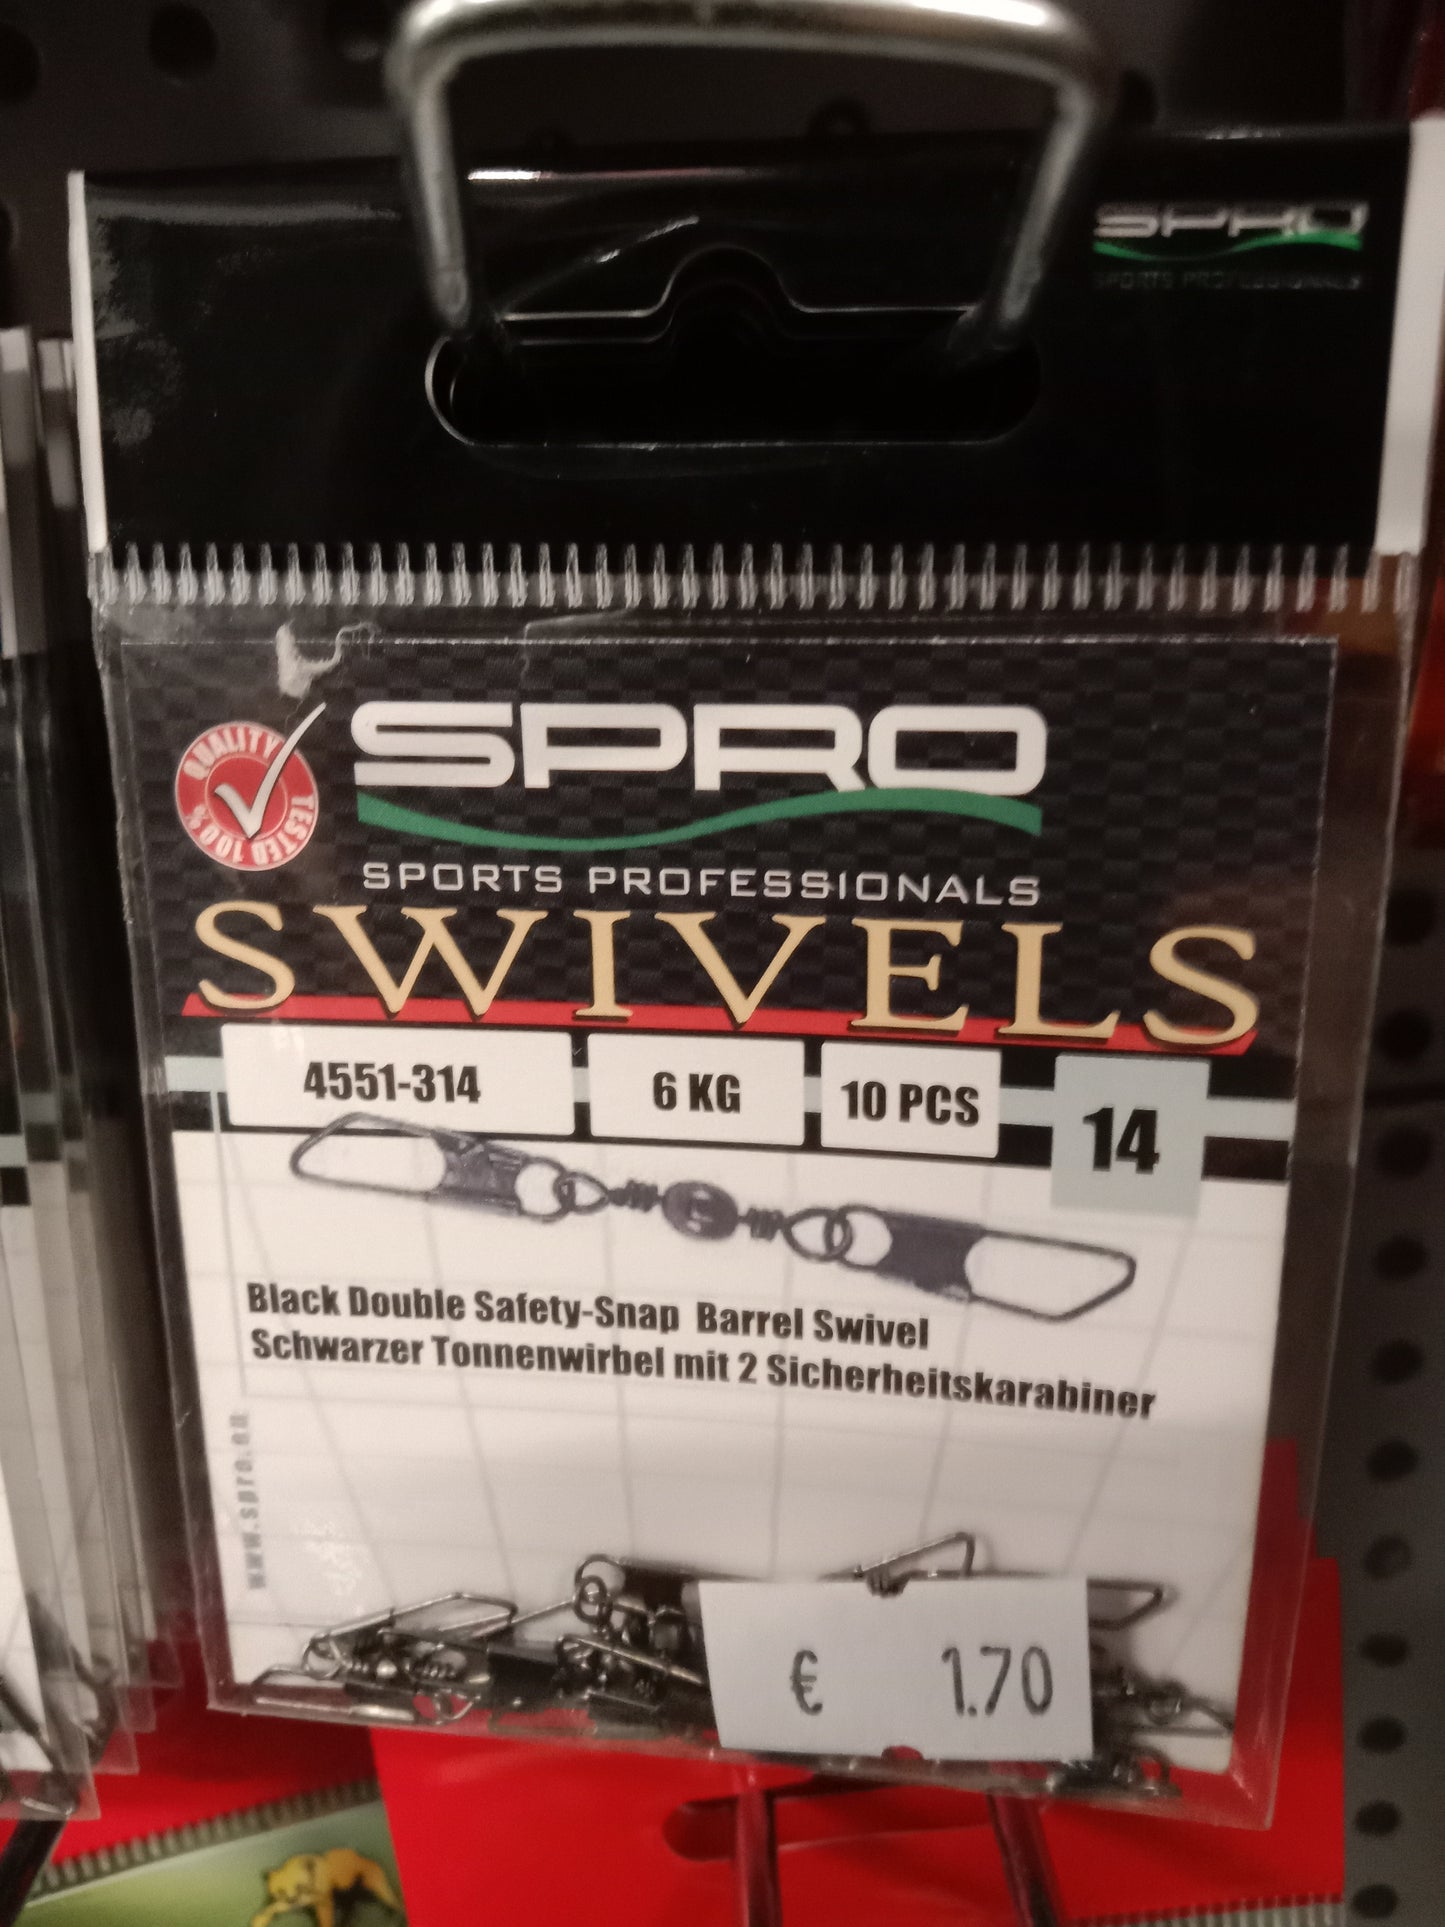 SPRO
SPORTS PROFESSIONALS
QUALITY
TESTED 100%
SPRO
SPORTS PROFESSIONALS
SWIVELS
4551-314
6 KG
10 PCS
14
Black Double Safety-Snap Barrel Swivel
Schwarzer Tonnenwirbel mit 2 Sicherheitskarabiner
www.spro.eu
€ 1.70